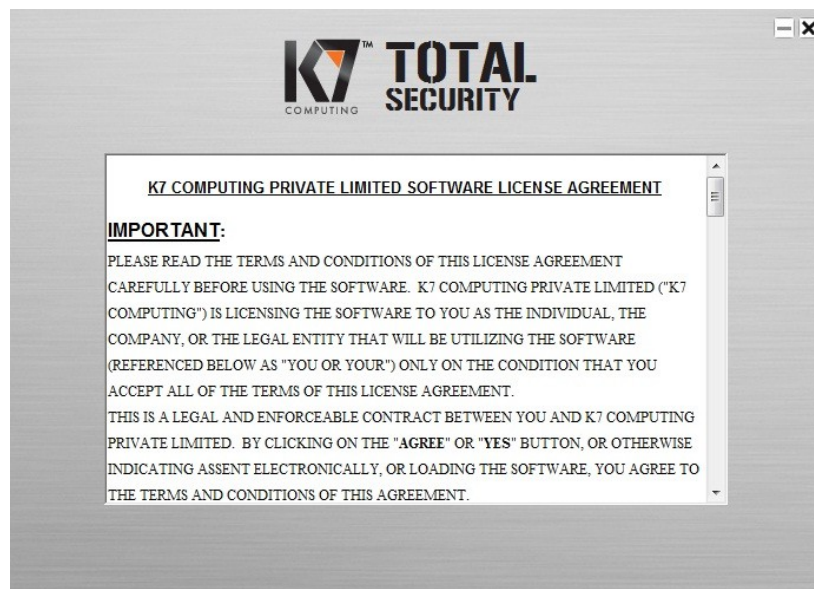 K7™ TOTAL
COMPUTING SECURITY
K7 COMPUTING PRIVATE LIMITED SOFTWARE LICENSE AGREEMENT
IMPORTANT:
PLEASE READ THE TERMS AND CONDITIONS OF THIS LICENSE AGREEMENT
CAREFULLY BEFORE USING THE SOFTWARE. K7 COMPUTING PRIVATE LIMITED ("K7
COMPUTING") IS LICENSING THE SOFTWARE TO YOU AS THE INDIVIDUAL, THE
COMPANY, OR THE LEGAL ENTITY THAT WILL BE UTILIZING THE SOFTWARE
(REFERENCED BELOW AS "YOU OR YOUR") ONLY ON THE CONDITION THAT YOU
ACCEPT ALL OF THE TERMS OF THIS LICENSE AGREEMENT.
THIS IS A LEGAL AND ENFORCEABLE CONTRACT BETWEEN YOU AND K7 COMPUTING
PRIVATE LIMITED. BY CLICKING ON THE "AGREE" OR "YES" BUTTON, OR OTHERWISE
INDICATING ASSENT ELECTRONICALLY, OR LOADING THE SOFTWARE, YOU AGREE TO
THE TERMS AND CONDITIONS OF THIS AGREEMENT.